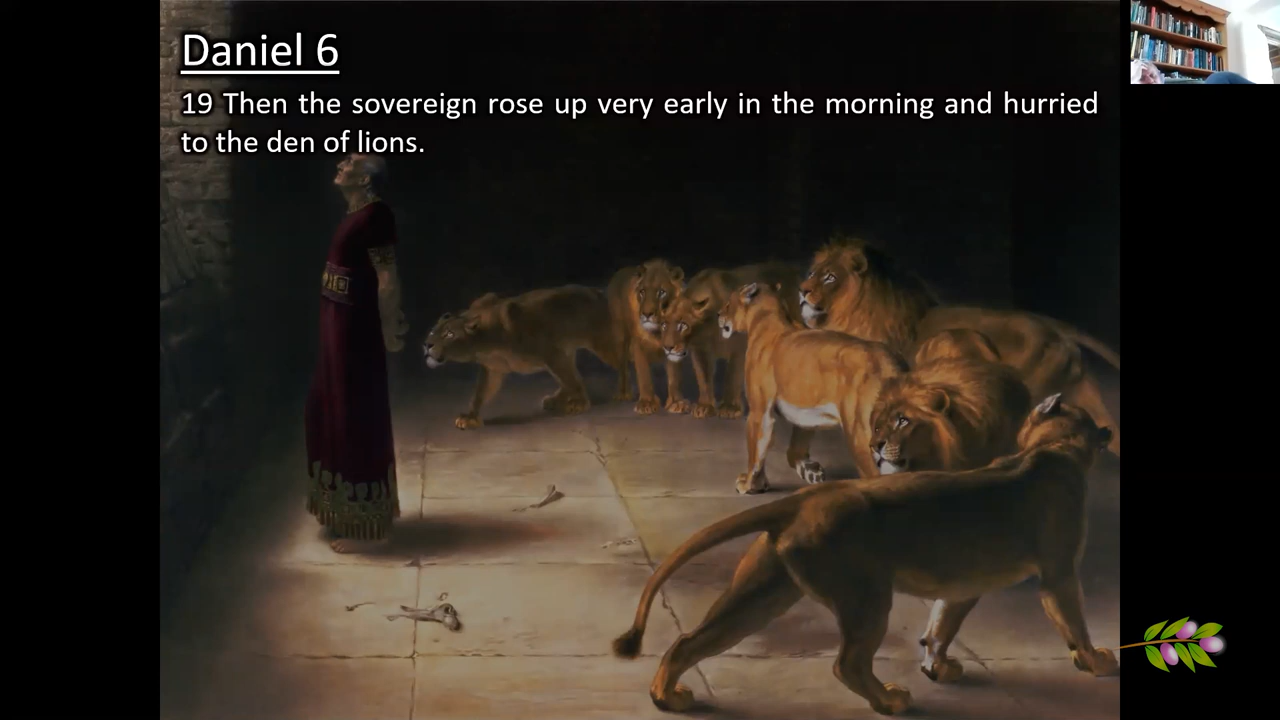 Daniel 6
19 Then the sovereign rose up very early in the morning and hurried
to the den of lions.